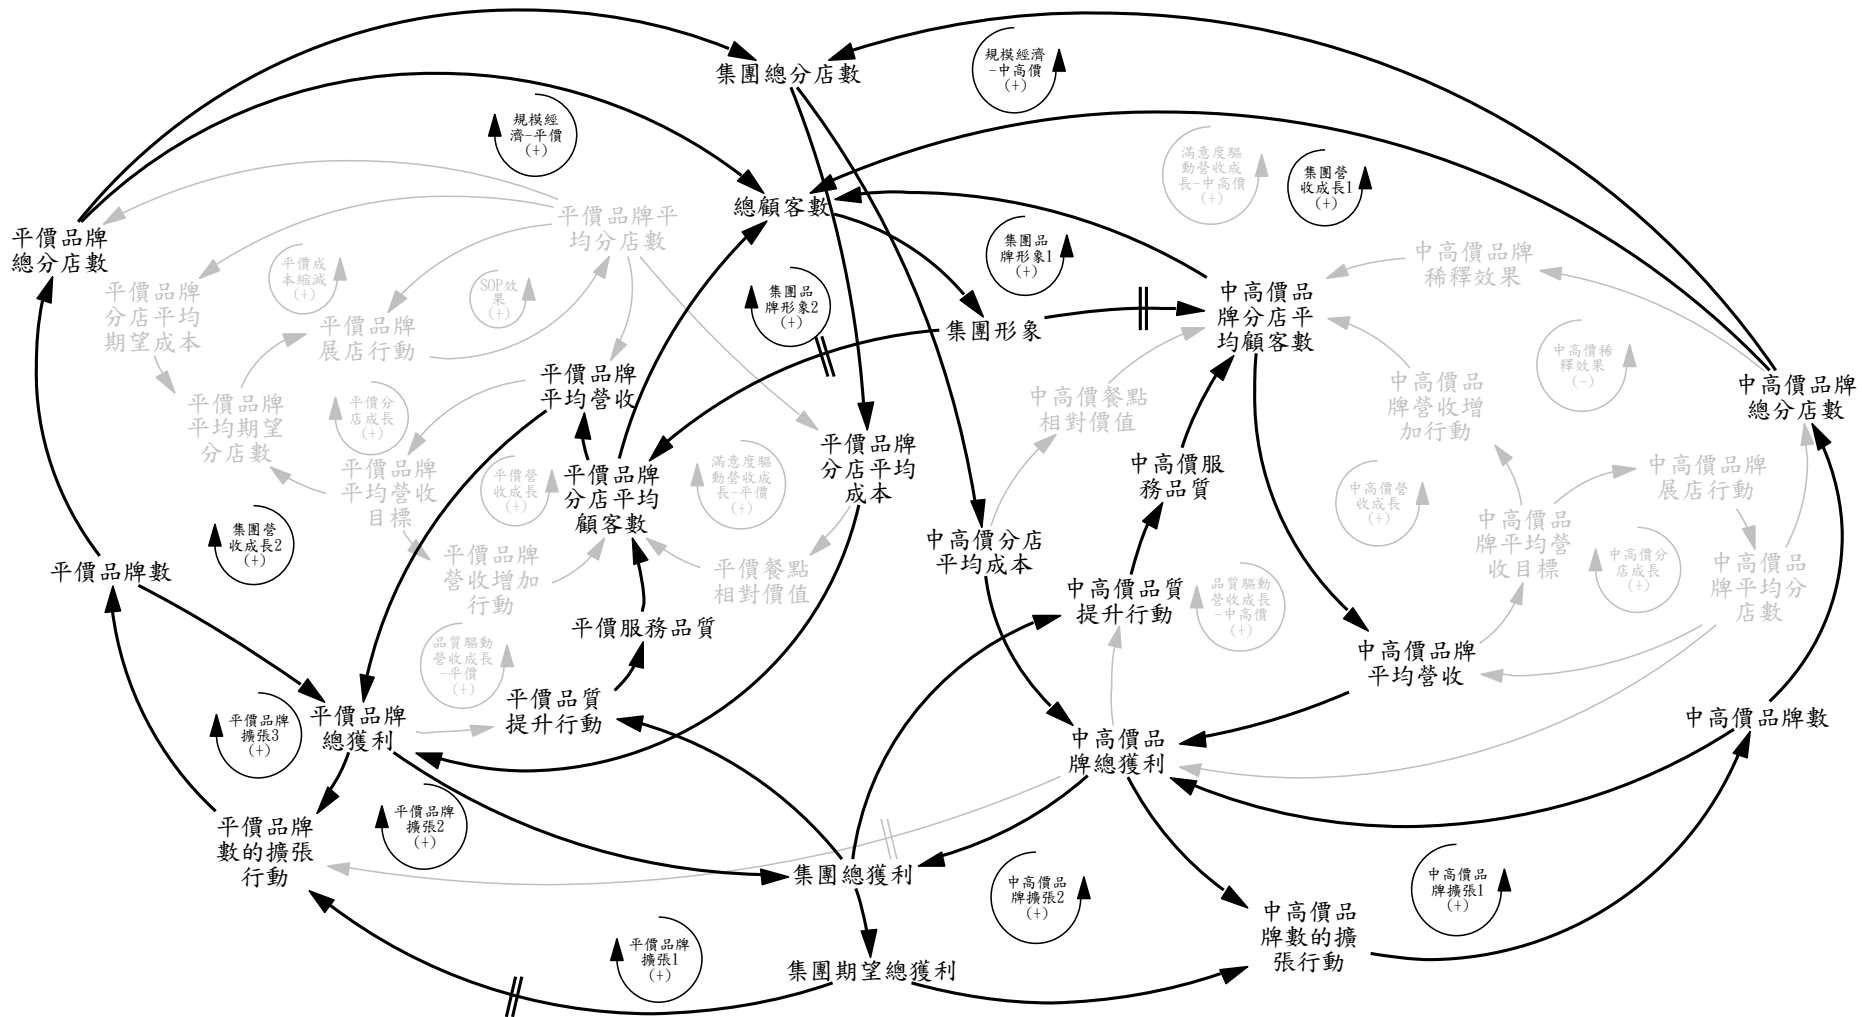 集團總分店數
規模經濟
-中高價
(+)
規模經
濟-平價
(+)
滿意度驅
動營收成
長-中高價
(+)
集團營
收成長1
(+)
總顧客數
平價品牌平
均分店數
平價品牌
總分店數
平價成
本縮減
(+)
SOP效
果
(+)
集團品
牌形象1
(+)
中高價品牌
稀釋效果
平價品牌
分店平均
期望成本
平價品牌
展店行動
集團品
牌形象2
(+)
集團形象
中高價品
牌分店平
均顧客數
中高價稀
釋效果
(-)
平價品牌
平均營收
中高價餐點
相對價值
中高價品
牌營收增
加行動
中高價品牌
總分店數
平價品牌
平均期望
分店數
平價分
店成長
(+)
平價品牌
分店平均
成本
平價品牌
平均營收
目標
平價營
收成長
(+)
平價品牌
分店平均
顧客數
滿意度驅
動營收成
長-平價
(+)
中高價服
務品質
中高價營
收成長
(+)
中高價品牌
展店行動
中高價品
牌平均營
收目標
集團營
收成長2
(+)
中高價分店
平均成本
平價品牌數
平價品牌
營收增加
行動
平價餐點
相對價值
中高價品質
提升行動
品質驅動
營收成長
-中高價
(+)
中高價分
店成長
(+)
中高價品
牌平均分
店數
平價服務品質
品質驅動
營收成長
-平價
(+)
中高價品牌
平均營收
平價品牌
擴張3
(+)
平價品牌
總獲利
平價品質
提升行動
中高價品
牌總獲利
中高價品牌數
平價品牌
擴張2
(+)
平價品牌
數的擴張
行動
集團總獲利
中高價品
牌擴張2
(+)
中高價品
牌擴張1
(+)
中高價品
牌數的擴
張行動
平價品牌
擴張1
(+)
集團期望總獲利